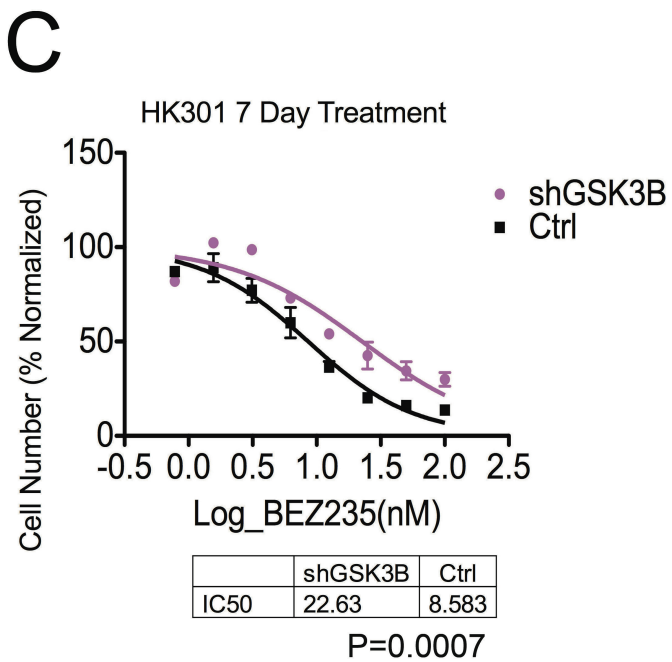 C
HK301 7 Day Treatment
Cell Number (% Normalized)
150
100
50
0
-0.5 0.0 0.5 1.0 1.5 2.0 2.5
Log_BEZ235(nM)
shGSK3B
Ctrl
shGSK3B Ctrl
IC50 22.63 8.583
P=0.0007